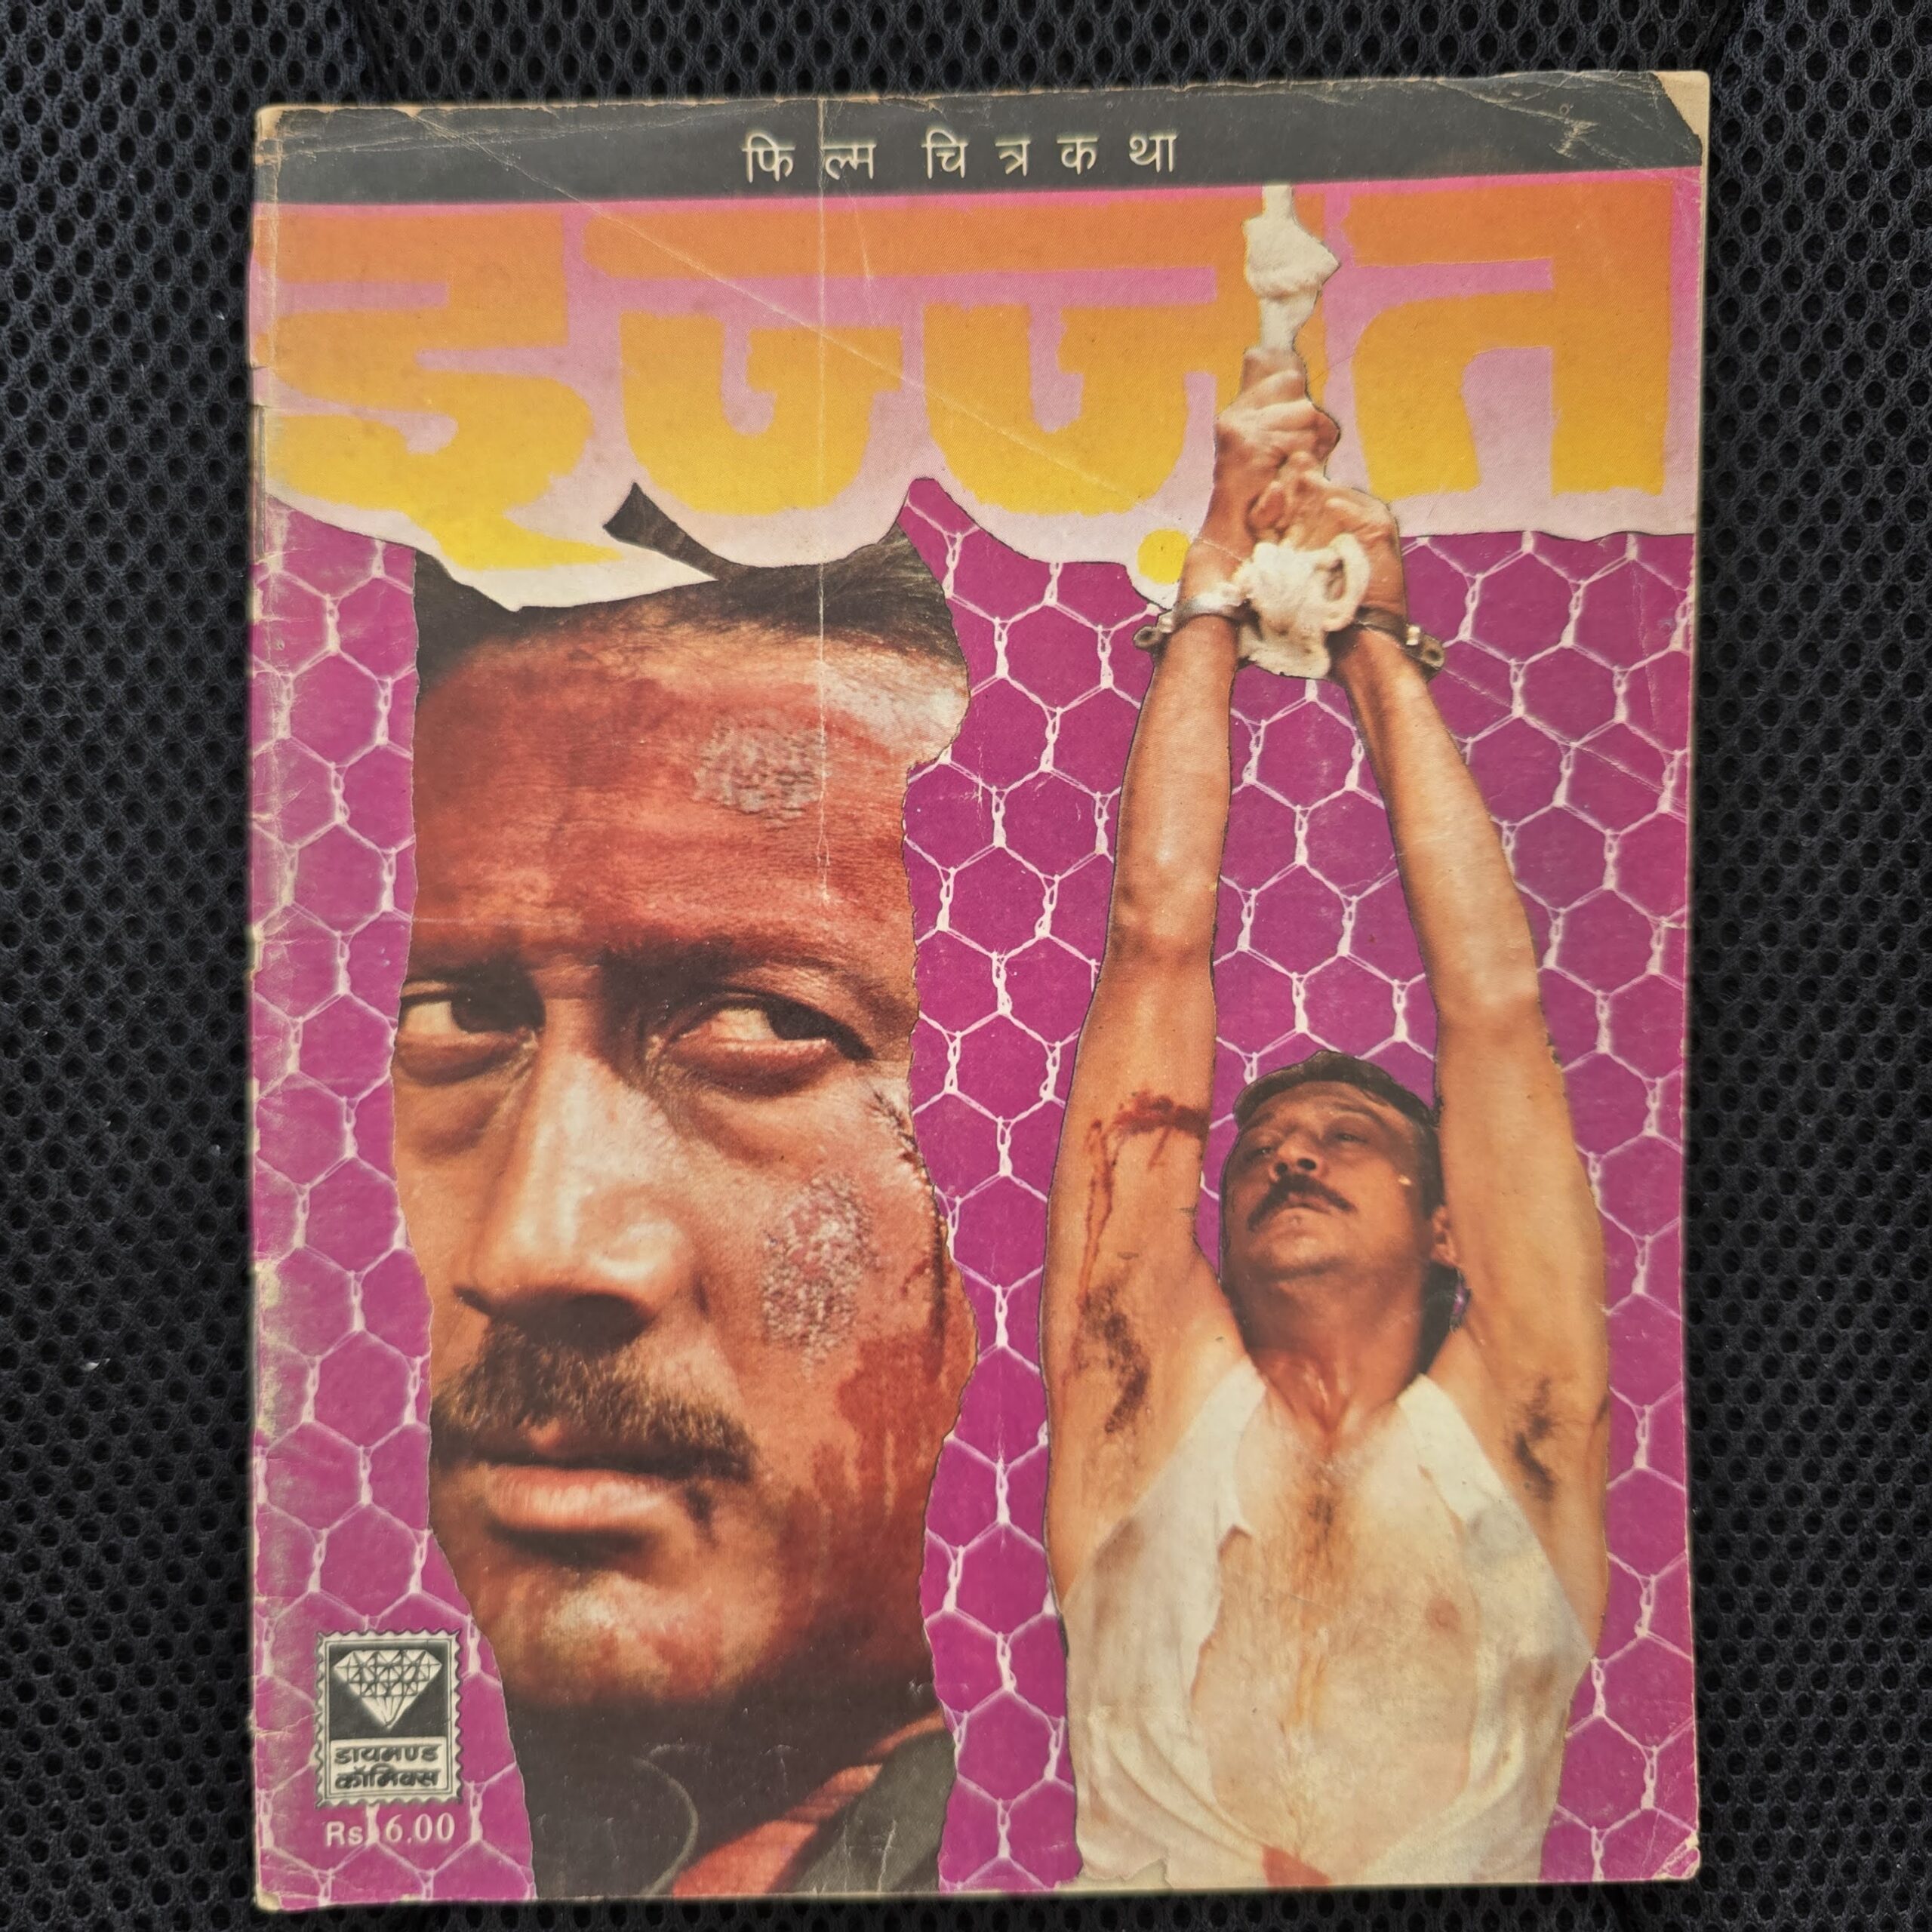 फिल्म चित्रकथा
इज्ज़त
डायमण्ड
कॉमिक्स
Rs. 6.00